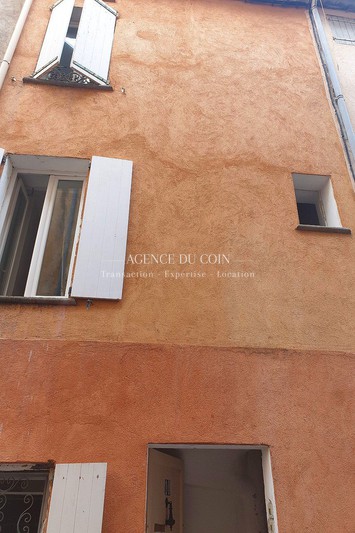 AGENCE DU COIN
Transaction - Expertise - Location